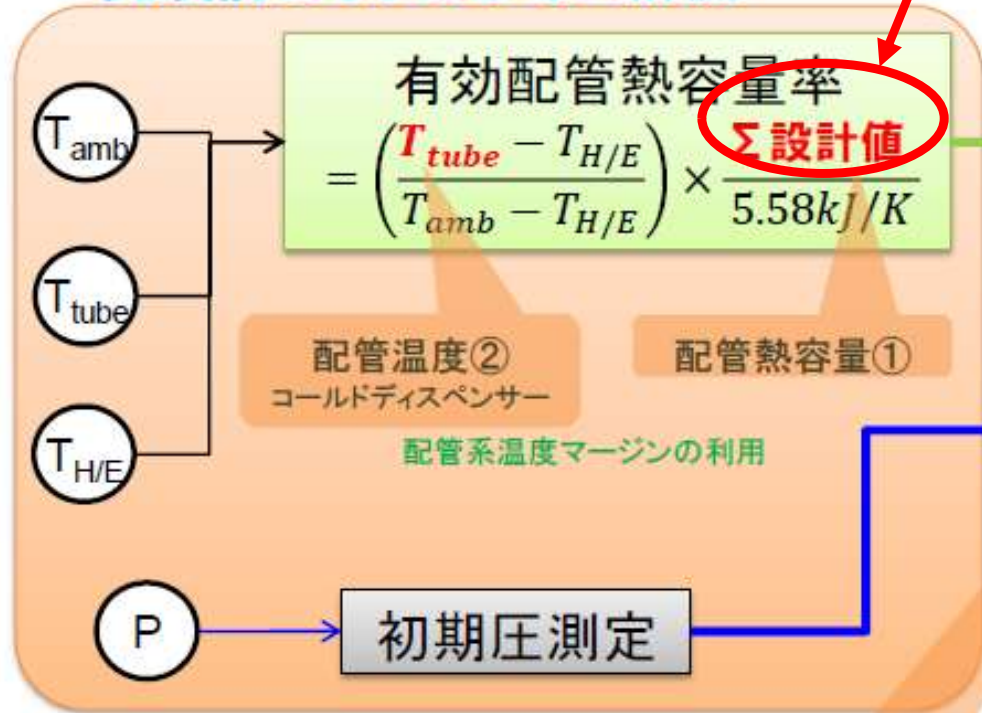 有効配管熱容量率
T_amb
= (T_tube − T_H/E / T_amb − T_H/E) × Σ設計値 / 5.58kJ/K
T_tube
配管温度②
コールドディスペンサー
配管熱容量①
T_H/E
配管系温度マージンの利用
P
初期圧測定